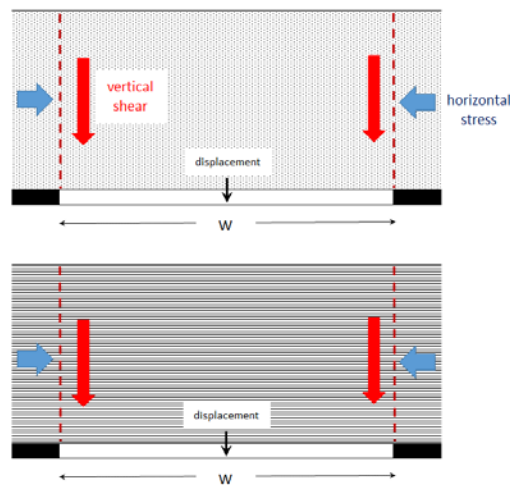 vertical
shear
horizontal
stress
displacement
W
displacement
W